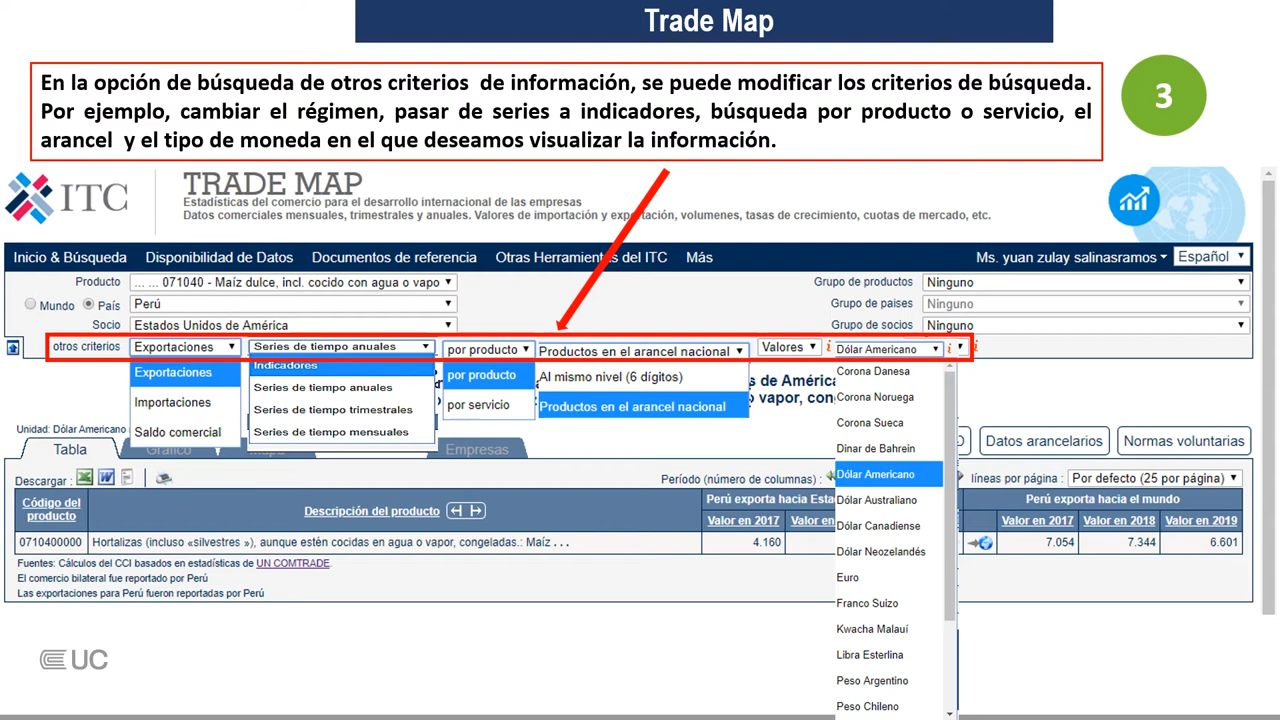 Trade Map
En la opción de búsqueda de otros criterios de información, se puede modificar los criterios de búsqueda.
Por ejemplo, cambiar el régimen, pasar de series a indicadores, búsqueda por producto o servicio, el
arancel y el tipo de moneda en el que deseamos visualizar la información.
3
ITC
TRADE MAP
Estadísticas del comercio para el desarrollo internacional de las empresas
Datos comerciales mensuales, trimestrales y anuales. Valores de importación y exportación, volumenes, tasas de crecimiento, cuotas de mercado, etc.
Inicio & Búsqueda Disponibilidad de Datos Documentos de referencia Otras Herramientas del ITC Más Ms. yuan zulay salinasramos Español
Producto ... ... 071040 - Maíz dulce, incl. cocido con agua o vapo Grupo de productos Ninguno
Mundo País Perú Grupo de paises Ninguno
Socio Estados Unidos de América Grupo de socios Ninguno
otros criterios Exportaciones Series de tiempo anuales por producto Productos en el arancel nacional Valores i Dólar Americano i i
Exportaciones
Importaciones
Saldo comercial
Indicadores
Series de tiempo anuales
Series de tiempo trimestrales
Series de tiempo mensuales
por producto
por servicio
Al mismo nivel (6 dígitos)
Productos en el arancel nacional
s de América
o vapor, con
Corona Danesa
Corona Noruega
Corona Sueca
Dinar de Bahrein
Dólar Americano
Dólar Australiano
Dólar Canadiense
Dólar Neozelandés
Euro
Franco Suizo
Kwacha Malauí
Libra Esterlina
Peso Argentino
Peso Chileno
Unidad: Dólar Americano
Tabla Gráfico Mapa Empresas
Datos arancelarios Normas voluntarias
Descargar : Período (número de columnas) : líneas por página : Por defecto (25 por página)
Código del
producto
Descripción del producto
Perú exporta hacia Esta
Perú exporta hacia el mundo
Valor en 2017 Valor en Valor en 2017 Valor en 2018 Valor en 2019
0710400000 Hortalizas (incluso «silvestres »), aunque estén cocidas en agua o vapor, congeladas.: Maíz ... 4.160 7.054 7.344 6.601
Fuentes: Cálculos del CCI basados en estadísticas de UN COMTRADE.
El comercio bilateral fue reportado por Perú
Las exportaciones para Perú fueron reportadas por Perú
UC